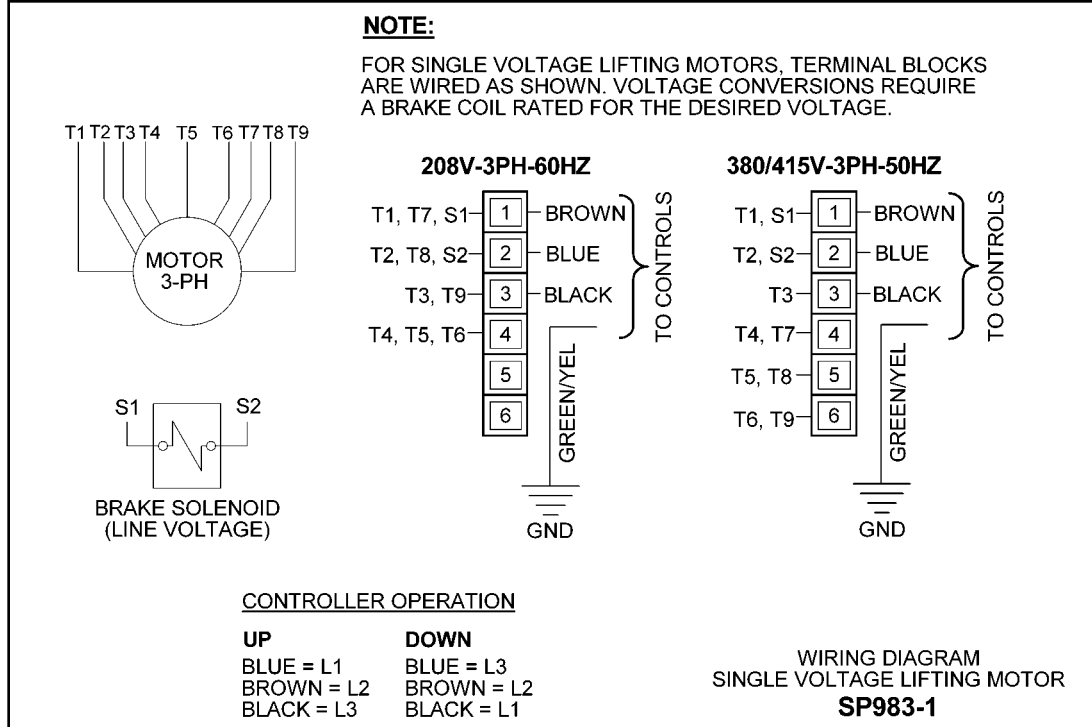 NOTE:
FOR SINGLE VOLTAGE LIFTING MOTORS, TERMINAL BLOCKS
ARE WIRED AS SHOWN. VOLTAGE CONVERSIONS REQUIRE
A BRAKE COIL RATED FOR THE DESIRED VOLTAGE.
T1 T2 T3 T4 T5 T6 T7 T8 T9
MOTOR
3-PH
S1 S2
BRAKE SOLENOID
(LINE VOLTAGE)
208V-3PH-60HZ
T1, T7, S1 1 BROWN
T2, T8, S2 2 BLUE
T3, T9 3 BLACK
T4, T5, T6 4
5
6
TO CONTROLS
GREEN/YEL
GND
380/415V-3PH-50HZ
T1, S1 1 BROWN
T2, S2 2 BLUE
T3 3 BLACK
T4, T7 4
T5, T8 5
T6, T9 6
TO CONTROLS
GREEN/YEL
GND
CONTROLLER OPERATION
UP DOWN
BLUE = L1 BLUE = L3
BROWN = L2 BROWN = L2
BLACK = L3 BLACK = L1
WIRING DIAGRAM
SINGLE VOLTAGE LIFTING MOTOR
SP983-1